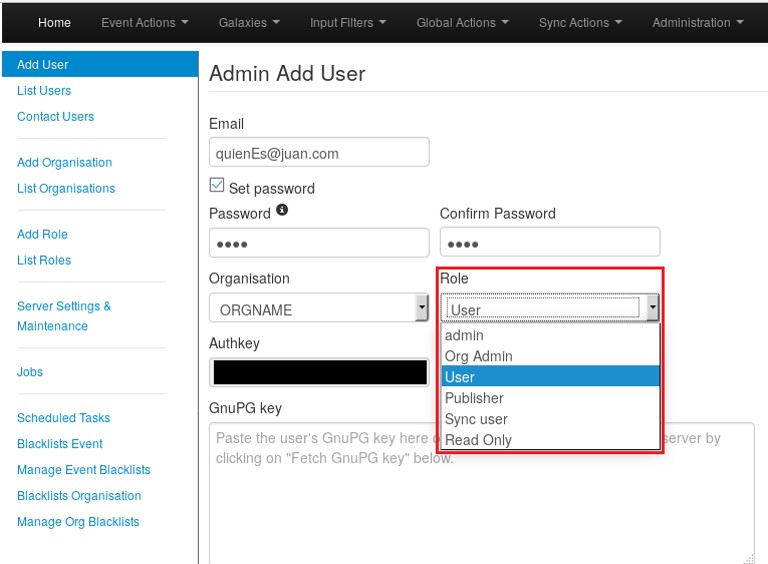 Home Event Actions Galaxies Input Filters Global Actions Sync Actions Administration
Add User
List Users
Contact Users
Add Organisation
List Organisations
Add Role
List Roles
Server Settings &
Maintenance
Jobs
Scheduled Tasks
Blacklists Event
Manage Event Blacklists
Blacklists Organisation
Manage Org Blacklists
Admin Add User
Email
quienEs@juan.com
Set password
Password Confirm Password
Organisation
ORGNAME
Role
User
admin
Org Admin
User
Publisher
Sync user
Read Only
Authkey
GnuPG key
Paste the user's GnuPG key here server by
clicking on "Fetch GnuPG key" below.